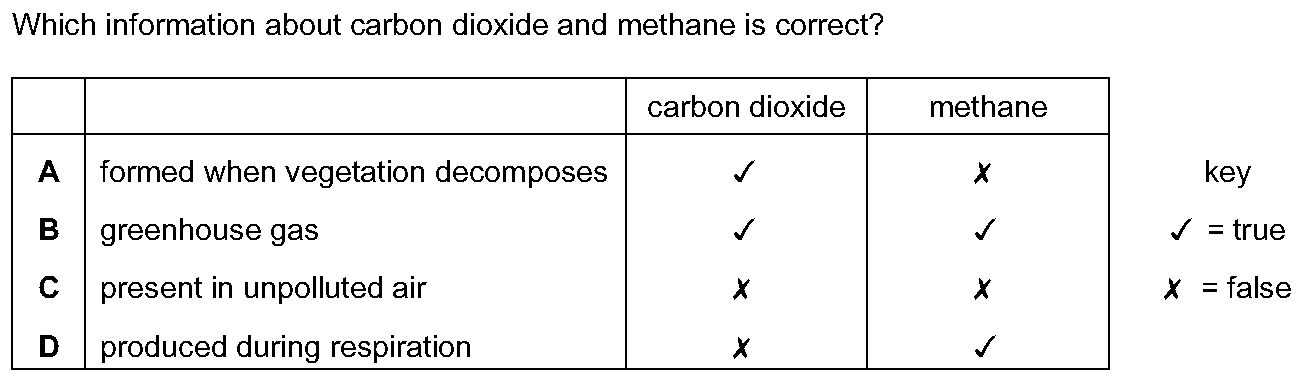 Which information about carbon dioxide and methane is correct?
carbon dioxide methane
A formed when vegetation decomposes ✓ ✗ key
B greenhouse gas ✓ ✓ ✓ = true
C present in unpolluted air ✗ ✗ ✗ = false
D produced during respiration ✗ ✓